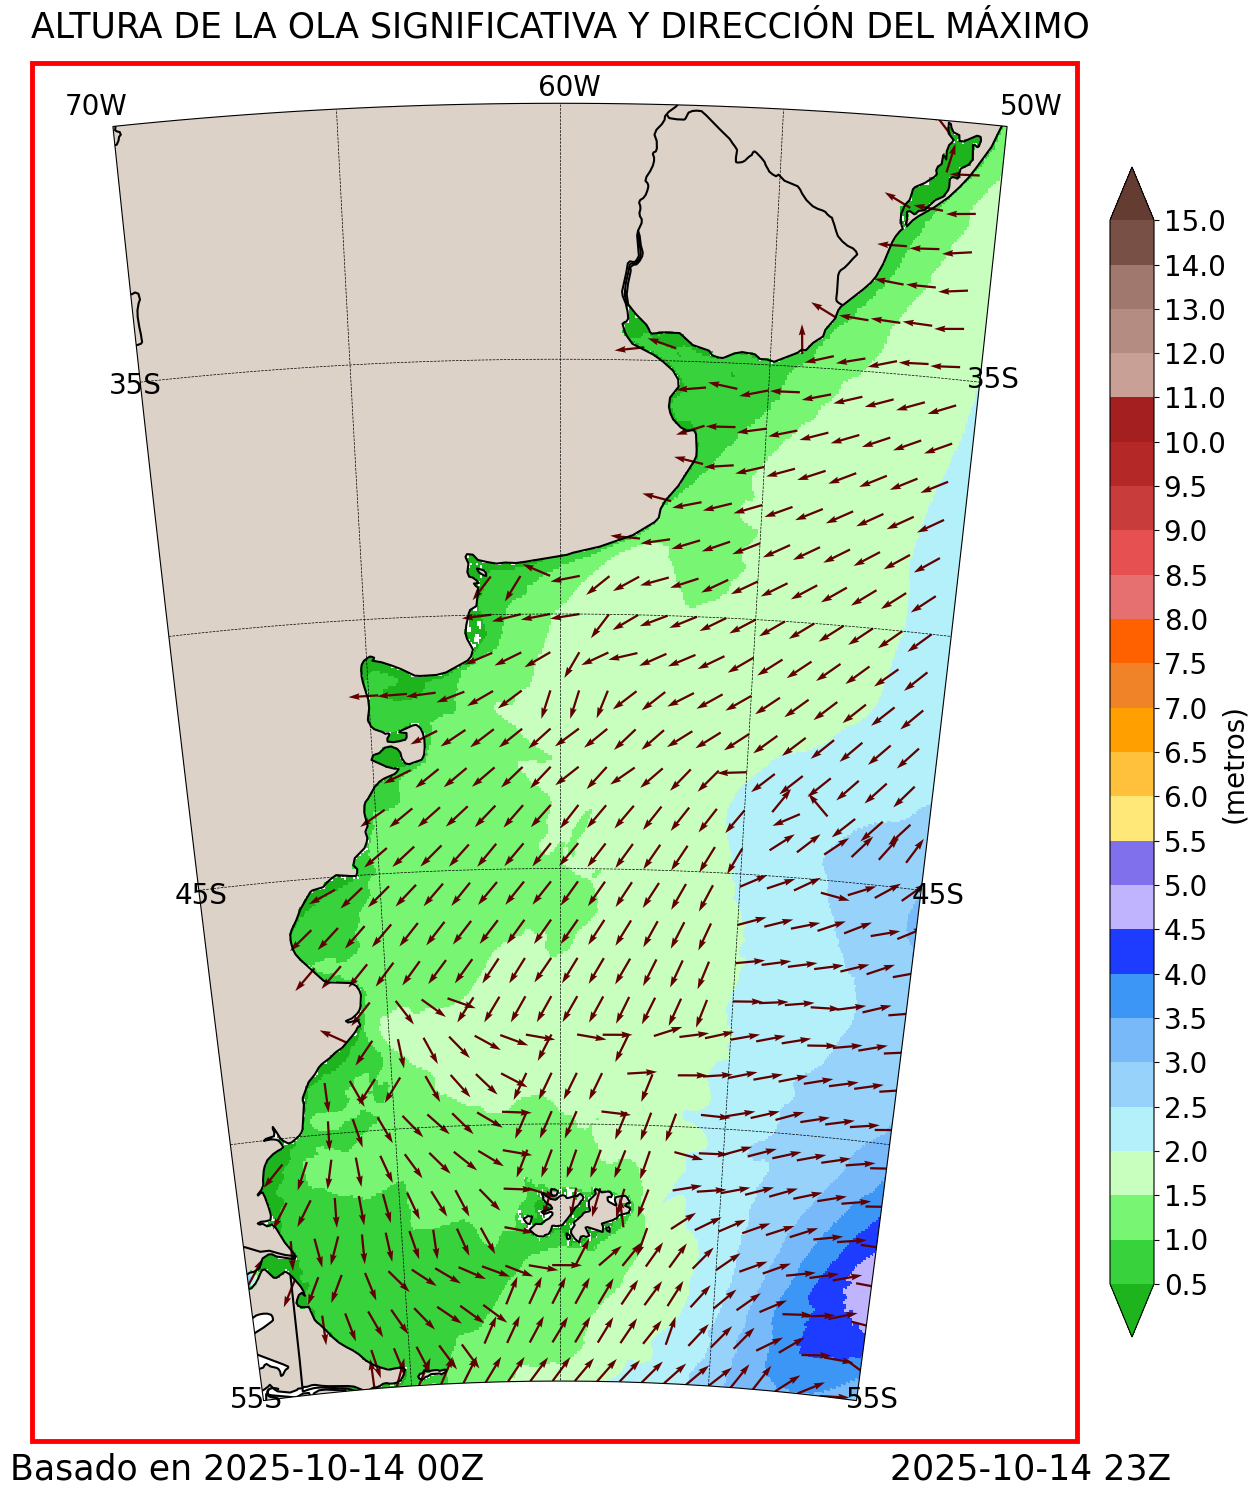 ALTURA DE LA OLA SIGNIFICATIVA Y DIRECCIÓN DEL MÁXIMO
70W
60W
50W
35S
35S
45S
45S
55S
55S
15.0
14.0
13.0
12.0
11.0
10.0
9.5
9.0
8.5
8.0
7.5
7.0
6.5
6.0
5.5
5.0
4.5
4.0
3.5
3.0
2.5
2.0
1.5
1.0
0.5
(metros)
Basado en 2025-10-14 00Z
2025-10-14 23Z